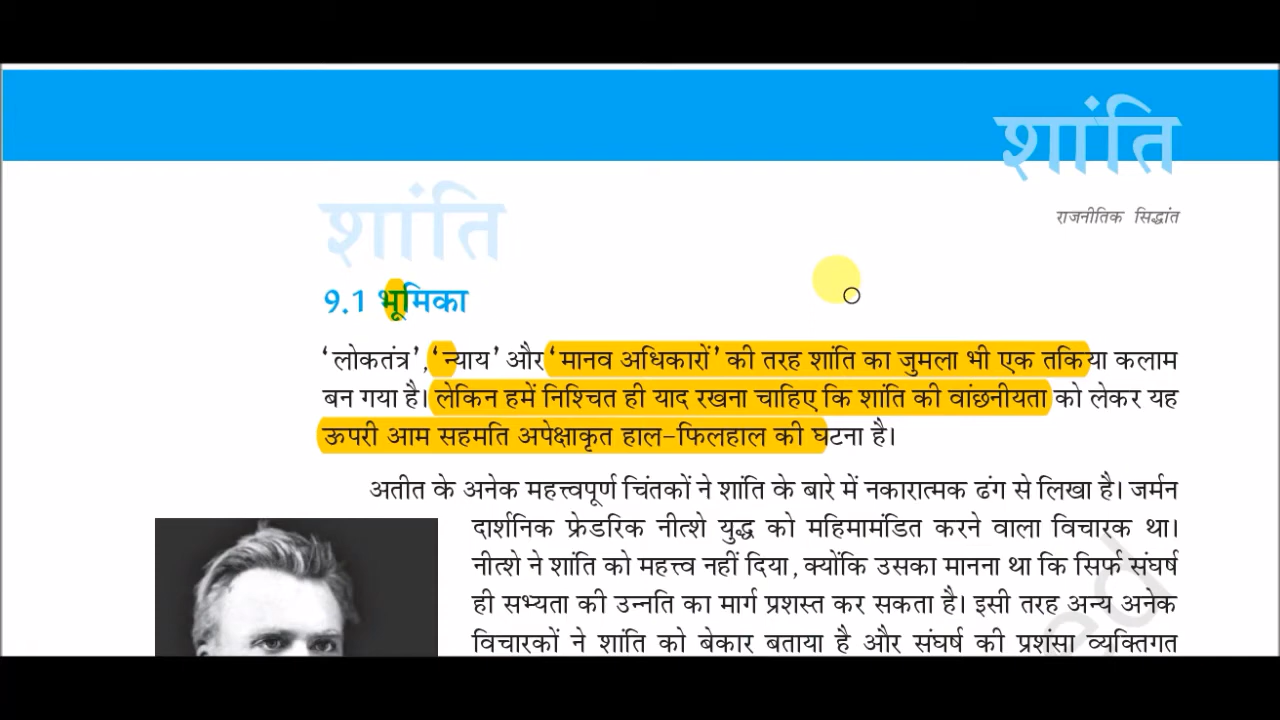 शांति
राजनीतिक सिद्धांत
शांति
9.1 भूमिका
‘लोकतंत्र’, ‘न्याय’ और ‘मानव अधिकारों’ की तरह शांति का जुमला भी एक तकिया कलाम
बन गया है। लेकिन हमें निश्चित ही याद रखना चाहिए कि शांति की वांछनीयता को लेकर यह
ऊपरी आम सहमति अपेक्षाकृत हाल-फिलहाल की घटना है।
अतीत के अनेक महत्त्वपूर्ण चिंतकों ने शांति के बारे में नकारात्मक ढंग से लिखा है। जर्मन
दार्शनिक फ्रेडरिक नीत्शे युद्ध को महिमामंडित करने वाला विचारक था।
नीत्शे ने शांति को महत्त्व नहीं दिया, क्योंकि उसका मानना था कि सिर्फ संघर्ष
ही सभ्यता की उन्नति का मार्ग प्रशस्त कर सकता है। इसी तरह अन्य अनेक
विचारकों ने शांति को बेकार बताया है और संघर्ष की प्रशंसा व्यक्तिगत